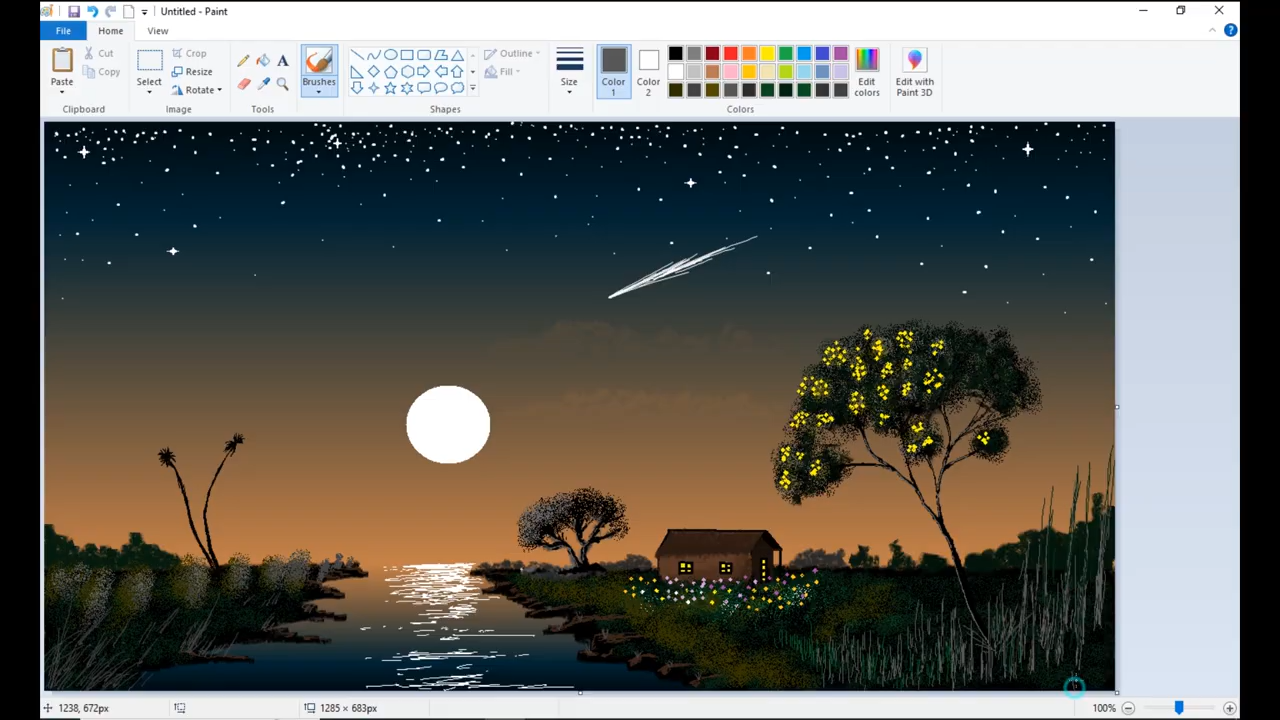 Untitled - Paint
File Home View
Paste
Cut
Copy
Clipboard
Select
Crop
Resize
Rotate
Image
A
Tools
Brushes
Outline
Fill
Shapes
Size
Color
1
Color
2
Edit
colors
Colors
Edit with
Paint 3D
1238, 672px
1285 × 683px
100%